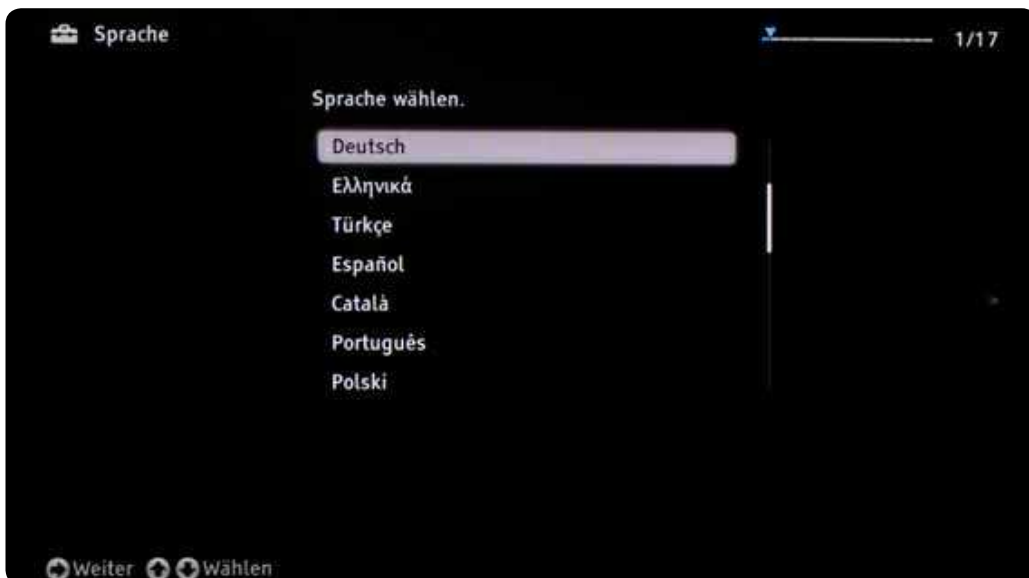 Sprache
1/17
Sprache wählen.
Deutsch
Ελληνικά
Türkçe
Español
Català
Português
Polski
Weiter Wählen